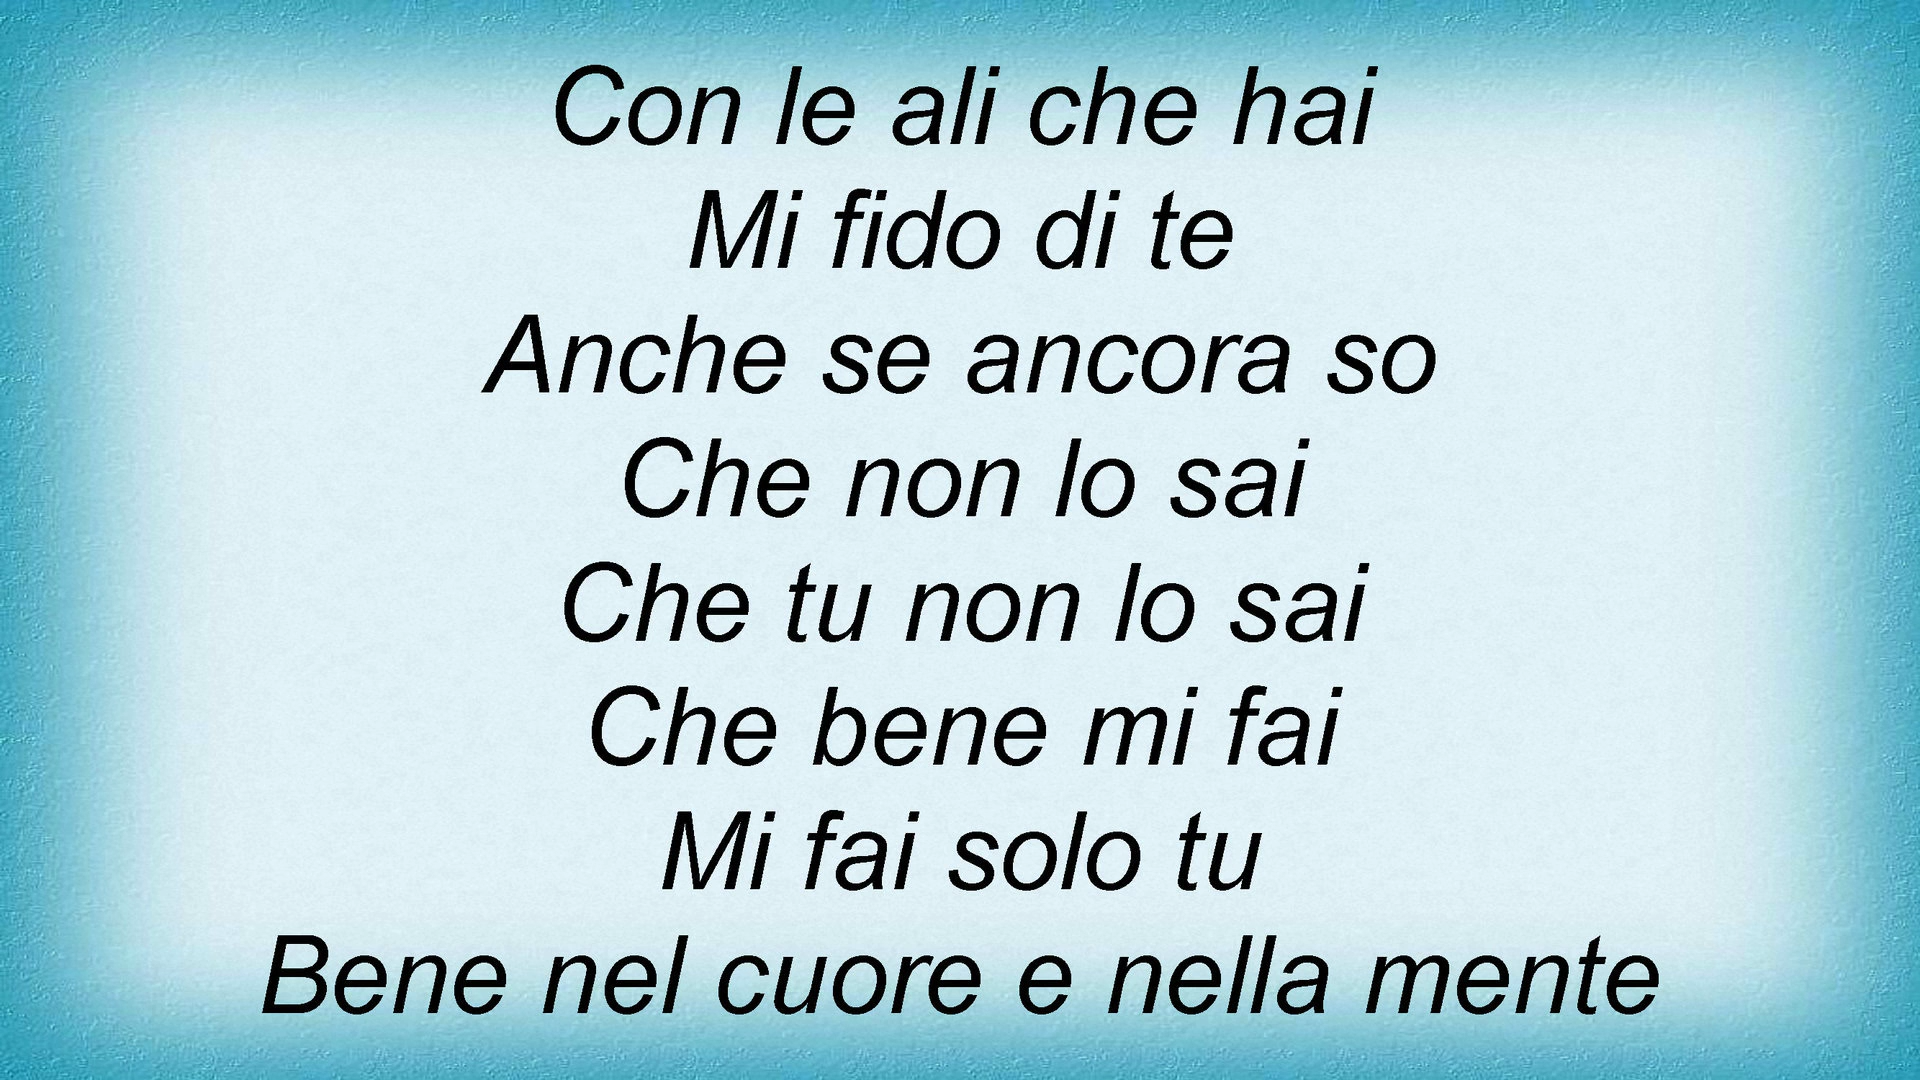 Con le ali che hai
Mi fido di te
Anche se ancora so
Che non lo sai
Che tu non lo sai
Che bene mi fai
Mi fai solo tu
Bene nel cuore e nella mente